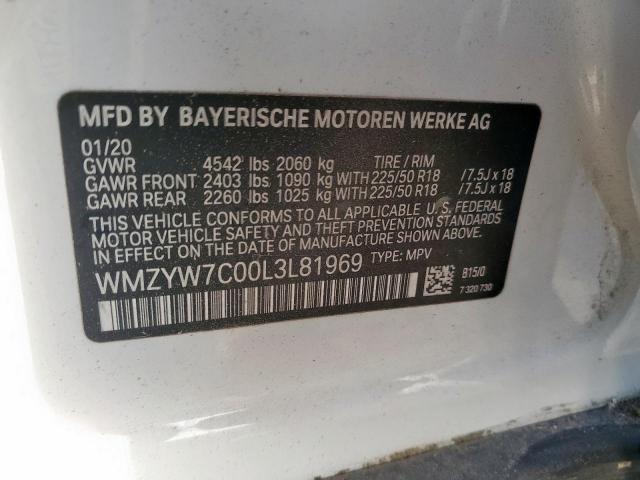 MFD BY BAYERISCHE MOTOREN WERKE AG
01/20
GVWR 4542 lbs 2060 kg TIRE / RIM
GAWR FRONT 2403 lbs 1090 kg WITH 225/50 R18 /7.5J x 18
GAWR REAR 2260 lbs 1025 kg WITH 225/50 R18 /7.5J x 18
THIS VEHICLE CONFORMS TO ALL APPLICABLE U. S. FEDERAL
MOTOR VEHICLE SAFETY AND THEFT PREVENTION STANDARDS
IN EFFECT ON THE DATE OF MANUFACTURE SHOWN ABOVE.
WMZYW7C00L3L81969 TYPE: MPV
B15/0
7 320 730